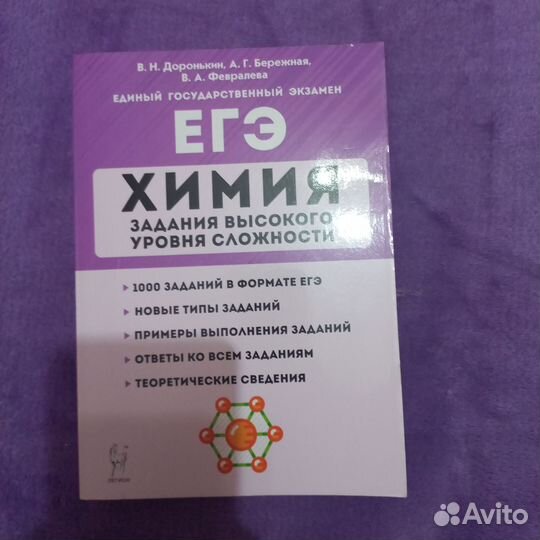 В. Н. Доронькин, А. Г. Бережная,
В. А. Февралева
ЕДИНЫЙ ГОСУДАРСТВЕННЫЙ ЭКЗАМЕН
ЕГЭ
ХИМИЯ
ЗАДАНИЯ ВЫСОКОГО
УРОВНЯ СЛОЖНОСТИ
1000 ЗАДАНИЙ В ФОРМАТЕ ЕГЭ
НОВЫЕ ТИПЫ ЗАДАНИЙ
ПРИМЕРЫ ВЫПОЛНЕНИЯ ЗАДАНИЙ
ОТВЕТЫ КО ВСЕМ ЗАДАНИЯМ
ТЕОРЕТИЧЕСКИЕ СВЕДЕНИЯ
ЛЕГИОН
Avito